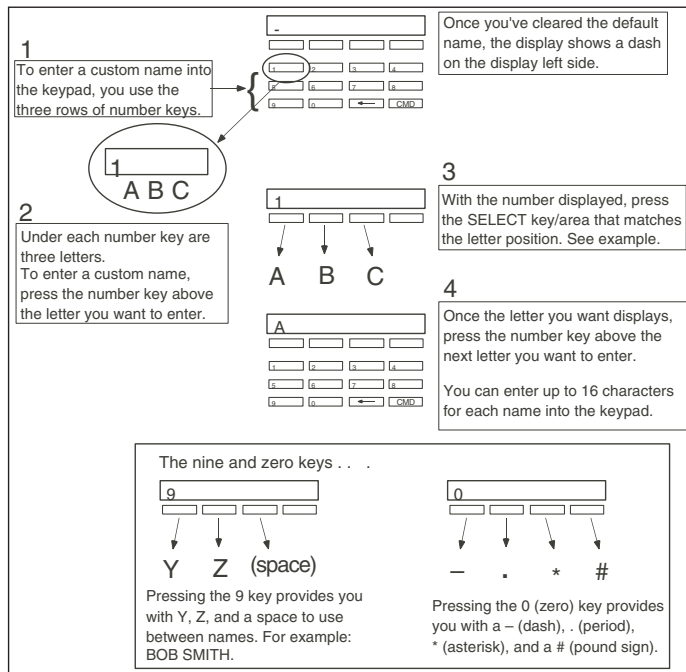 -
Once you've cleared the default
name, the display shows a dash
on the display left side.
1
To enter a custom name into
the keypad, you use the
three rows of number keys.
1 2 3 4
5 6 7 8
9 0 CMD
1
A B C
2
Under each number key are
three letters.
To enter a custom name,
press the number key above
the letter you want to enter.
1
A B C
3
With the number displayed, press
the SELECT key/area that matches
the letter position. See example.
A
1 2 3 4
5 6 7 8
9 0 CMD
4
Once the letter you want displays,
press the number key above the
next letter you want to enter.
You can enter up to 16 characters
for each name into the keypad.
The nine and zero keys . . .
9
Y Z (space)
Pressing the 9 key provides you
with Y, Z, and a space to use
between names. For example:
BOB SMITH.
0
– . * #
Pressing the 0 (zero) key provides
you with a – (dash), . (period),
* (asterisk), and a # (pound sign).